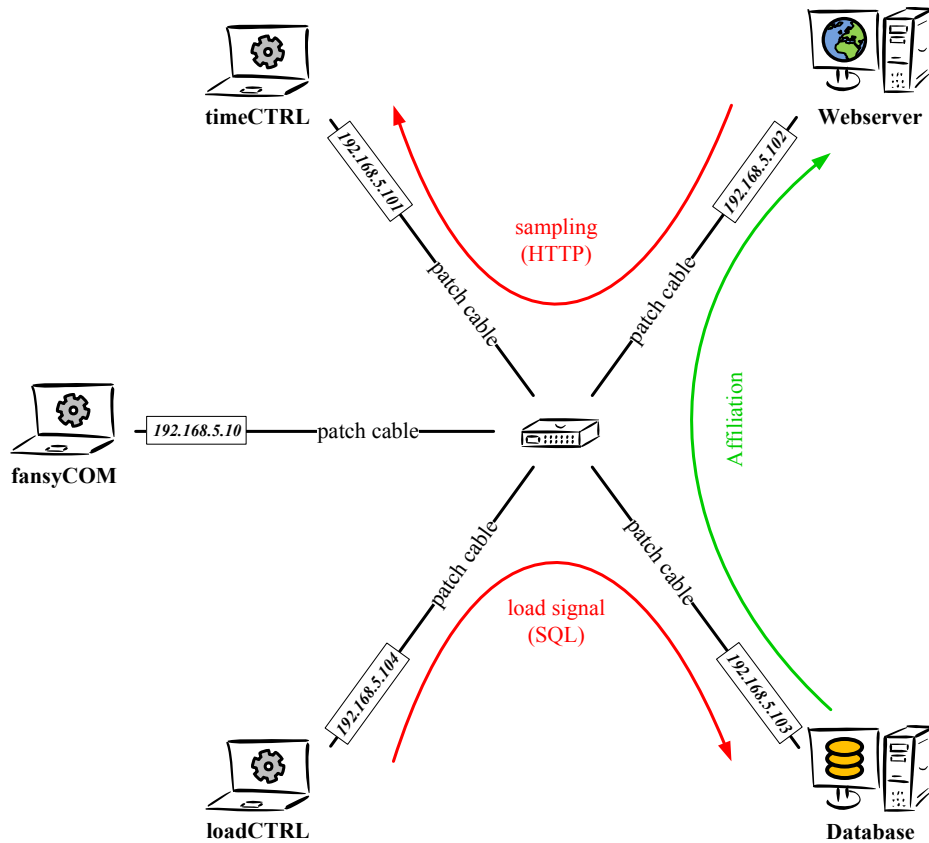 timeCTRL
Webserver
192.168.5.101
192.168.5.102
sampling
(HTTP)
patch cable
patch cable
Affiliation
192.168.5.10
patch cable
fansyCOM
patch cable
patch cable
load signal
(SQL)
192.168.5.104
192.168.5.103
loadCTRL
Database